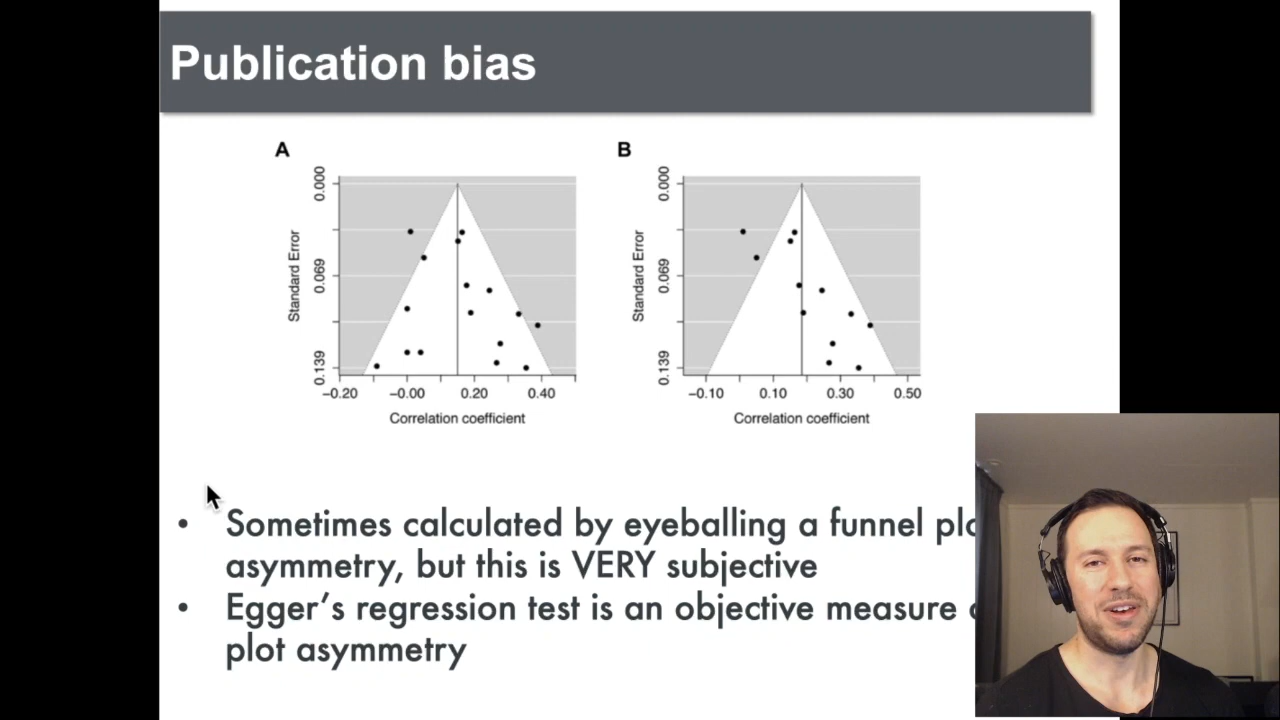 Publication bias
A
B
0.000
0.069
0.139
Standard Error
−0.20
−0.00
0.20
0.40
Correlation coefficient
0.000
0.069
0.139
Standard Error
−0.10
0.10
0.30
0.50
Correlation coefficient
• Sometimes calculated by eyeballing a funnel
asymmetry, but this is VERY subjective
• Egger’s regression test is an objective measure
plot asymmetry